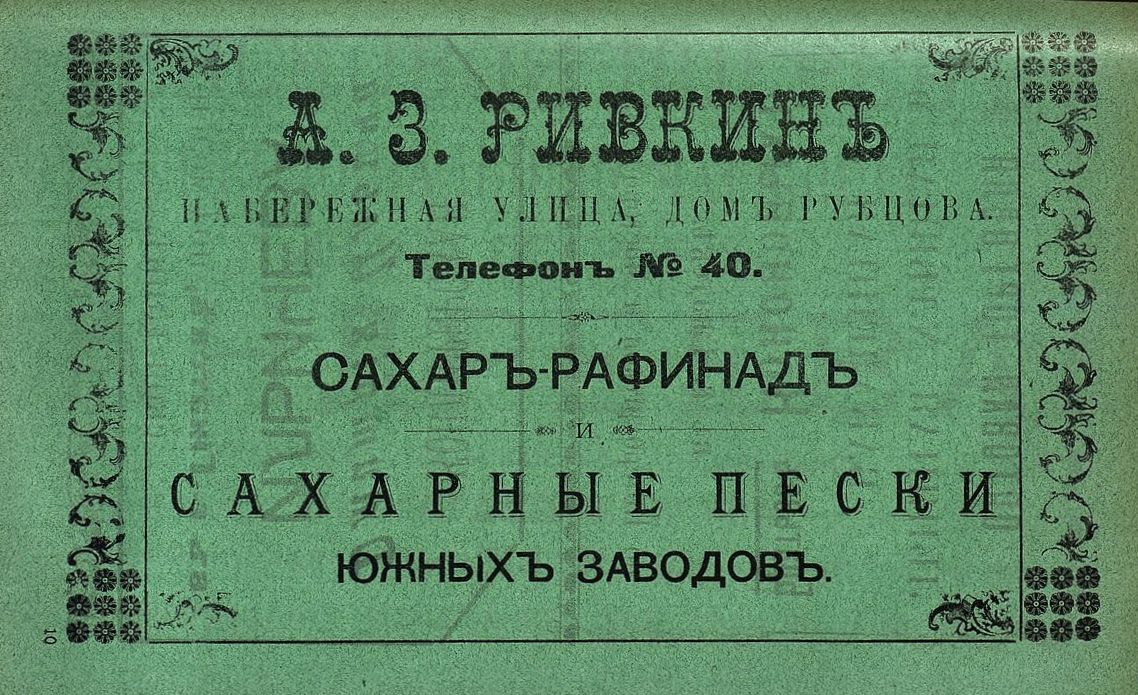 А. З. РИВКИНЪ
НАБЕРЕЖНАЯ УЛИЦА, ДОМЪ РУБЦОВА.
Телефонъ № 40.
САХАРЪ-РАФИНАДЪ
И
САХАРНЫЕ ПЕСКИ
ЮЖНЫХЪ ЗАВОДОВЪ.
10